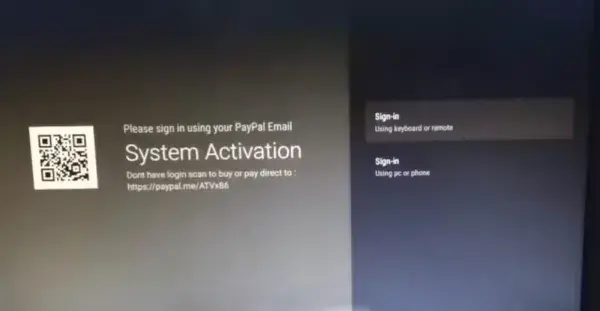 Please sign in using your PayPal Email
System Activation
Dont have login scan to buy or pay direct to :
https://paypal.me/ATVx86
Sign-in
Using keyboard or remote
Sign-in
Using pc or phone